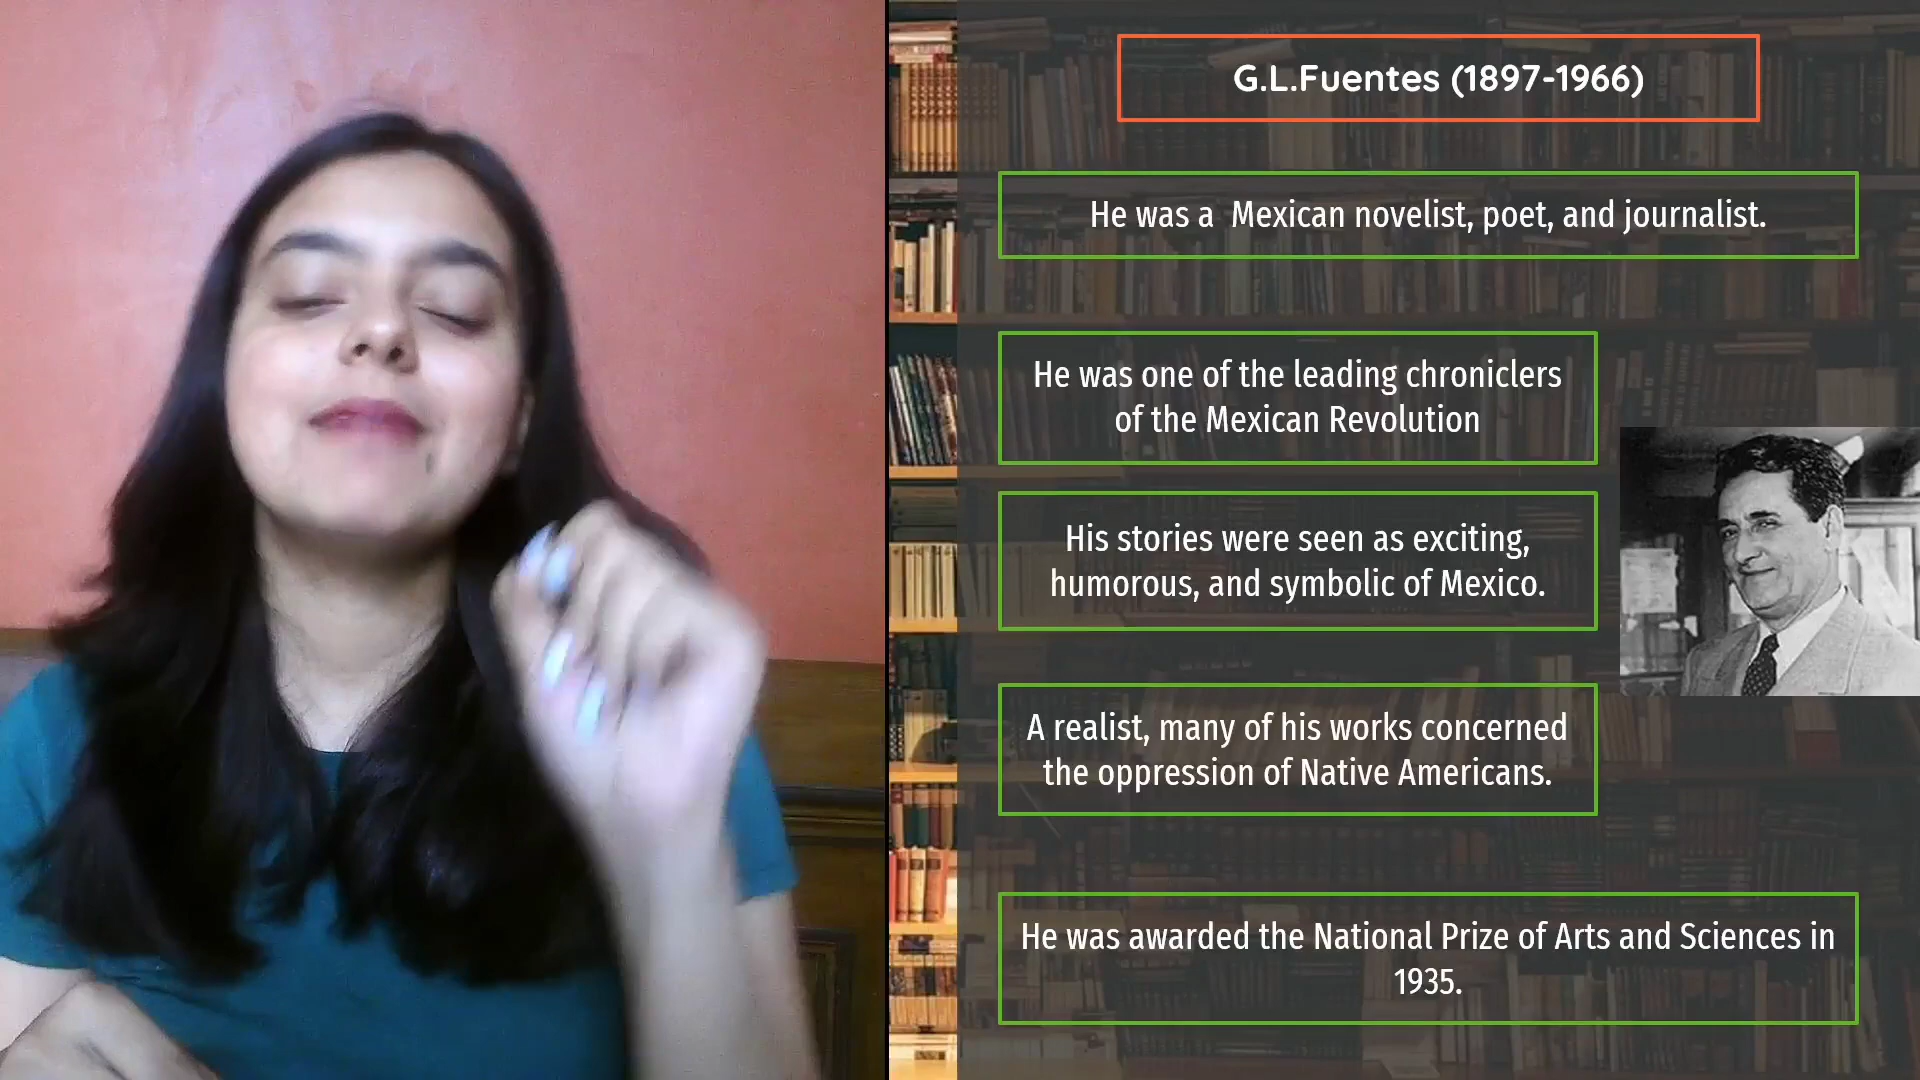 G.L.Fuentes (1897-1966)
He was a  Mexican novelist, poet, and journalist.
He was one of the leading chroniclers
of the Mexican Revolution
His stories were seen as exciting,
humorous, and symbolic of Mexico.
A realist, many of his works concerned
the oppression of Native Americans.
He was awarded the National Prize of Arts and Sciences in
1935.